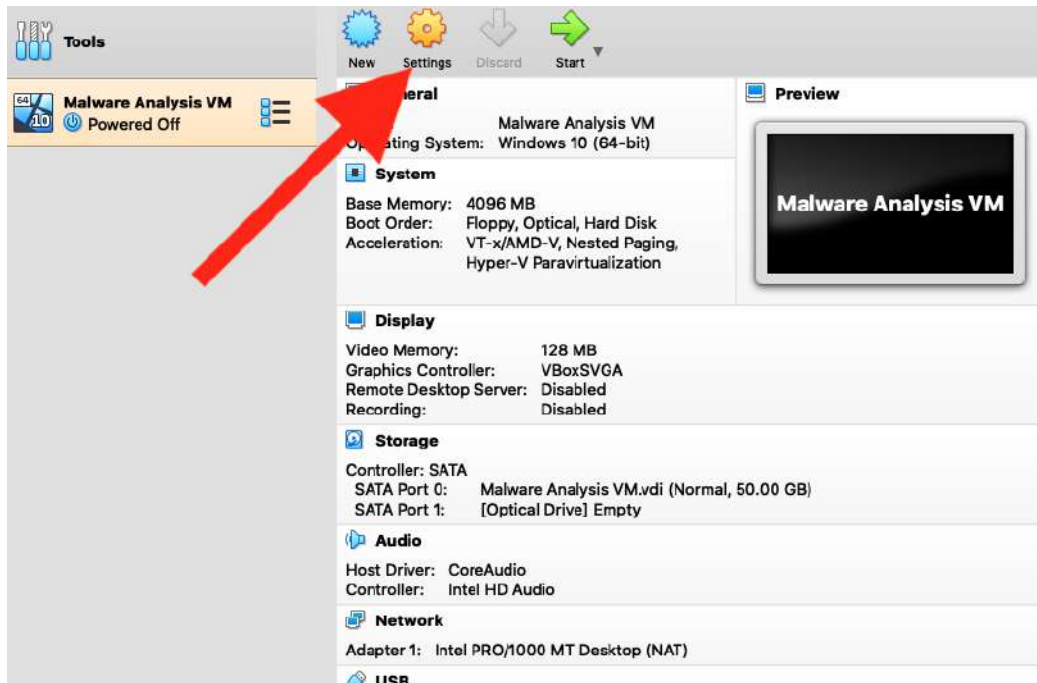 Tools
New Settings Discard Start
64
10
Malware Analysis VM
Powered Off
Preview
Malware Analysis VM
Operating System: Windows 10 (64-bit)
Malware Analysis VM
System
Base Memory: 4096 MB
Boot Order: Floppy, Optical, Hard Disk
Acceleration: VT-x/AMD-V, Nested Paging,
Hyper-V Paravirtualization
Display
Video Memory: 128 MB
Graphics Controller: VBoxSVGA
Remote Desktop Server: Disabled
Recording: Disabled
Storage
Controller: SATA
SATA Port 0: Malware Analysis VM.vdi (Normal, 50.00 GB)
SATA Port 1: [Optical Drive] Empty
Audio
Host Driver: CoreAudio
Controller: Intel HD Audio
Network
Adapter 1: Intel PRO/1000 MT Desktop (NAT)
USB